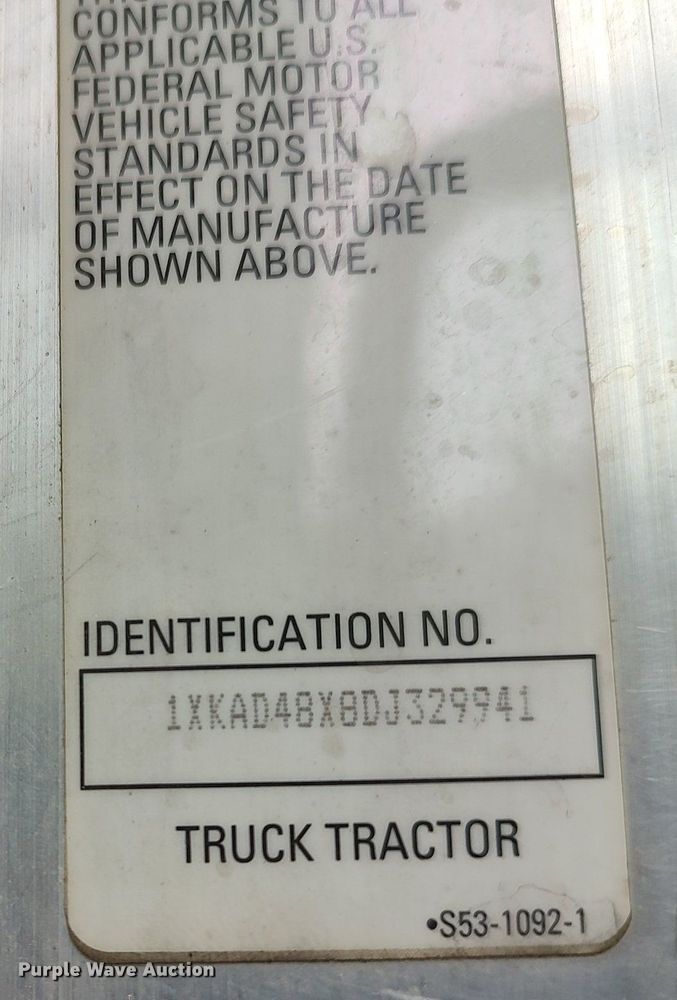 CONFORMS TO ALL
APPLICABLE U.S.
FEDERAL MOTOR
VEHICLE SAFETY
STANDARDS IN
EFFECT ON THE DATE
OF MANUFACTURE
SHOWN ABOVE.
IDENTIFICATION NO.
1XKAD48X8DJ329941
TRUCK TRACTOR
•S53-1092-1
Purple Wave Auction